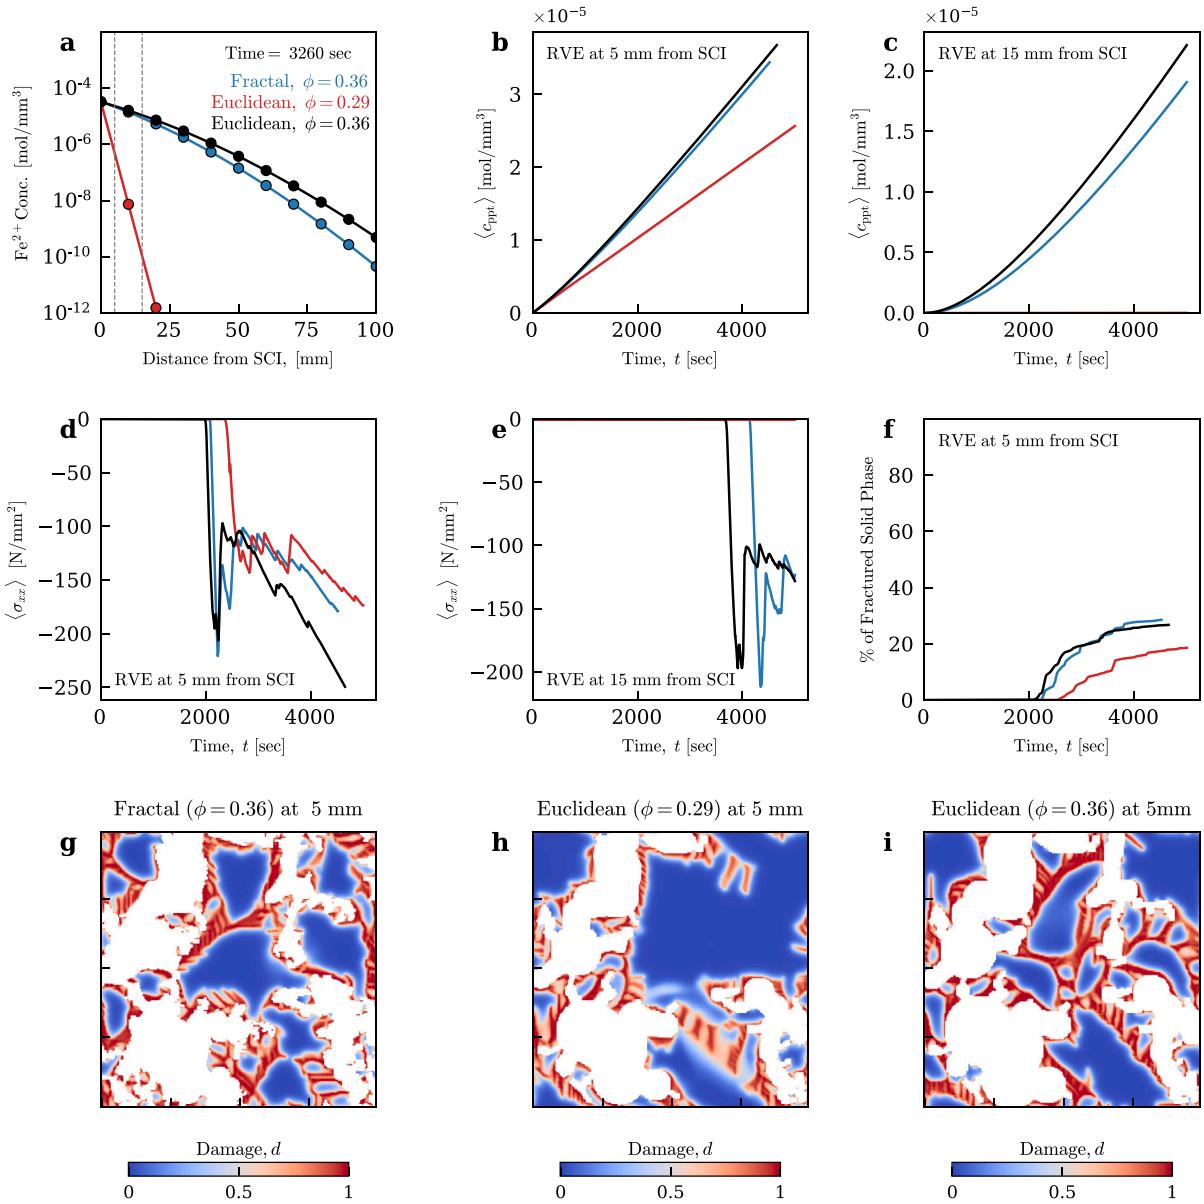 a
Time = 3260 sec
Fractal, ϕ = 0.36
Euclidean, ϕ = 0.29
Euclidean, ϕ = 0.36
10⁻⁴
10⁻⁶
10⁻⁸
10⁻¹⁰
10⁻¹²
Fe²⁺ Conc. [mol/mm³]
0 25 50 75 100
Distance from SCI, [mm]
×10⁻⁵
b
RVE at 5 mm from SCI
3
2
1
0
⟨c_ppt⟩ [mol/mm³]
0 2000 4000
Time, t [sec]
×10⁻⁵
c
RVE at 15 mm from SCI
2.0
1.5
1.0
0.5
0.0
⟨c_ppt⟩ [mol/mm³]
0 2000 4000
Time, t [sec]
d
0
−50
−100
−150
−200
−250
⟨σ_xx⟩ [N/mm²]
RVE at 5 mm from SCI
0 2000 4000
Time, t [sec]
e
0
−50
−100
−150
−200
⟨σ_xx⟩ [N/mm²]
RVE at 15 mm from SCI
0 2000 4000
Time, t [sec]
f
RVE at 5 mm from SCI
80
60
40
20
0
% of Fractured Solid Phase
0 2000 4000
Time, t [sec]
Fractal (ϕ = 0.36) at 5 mm
g
Damage, d
0 0.5 1
Euclidean (ϕ = 0.29) at 5 mm
h
Damage, d
0 0.5 1
Euclidean (ϕ = 0.36) at 5mm
i
Damage, d
0 0.5 1